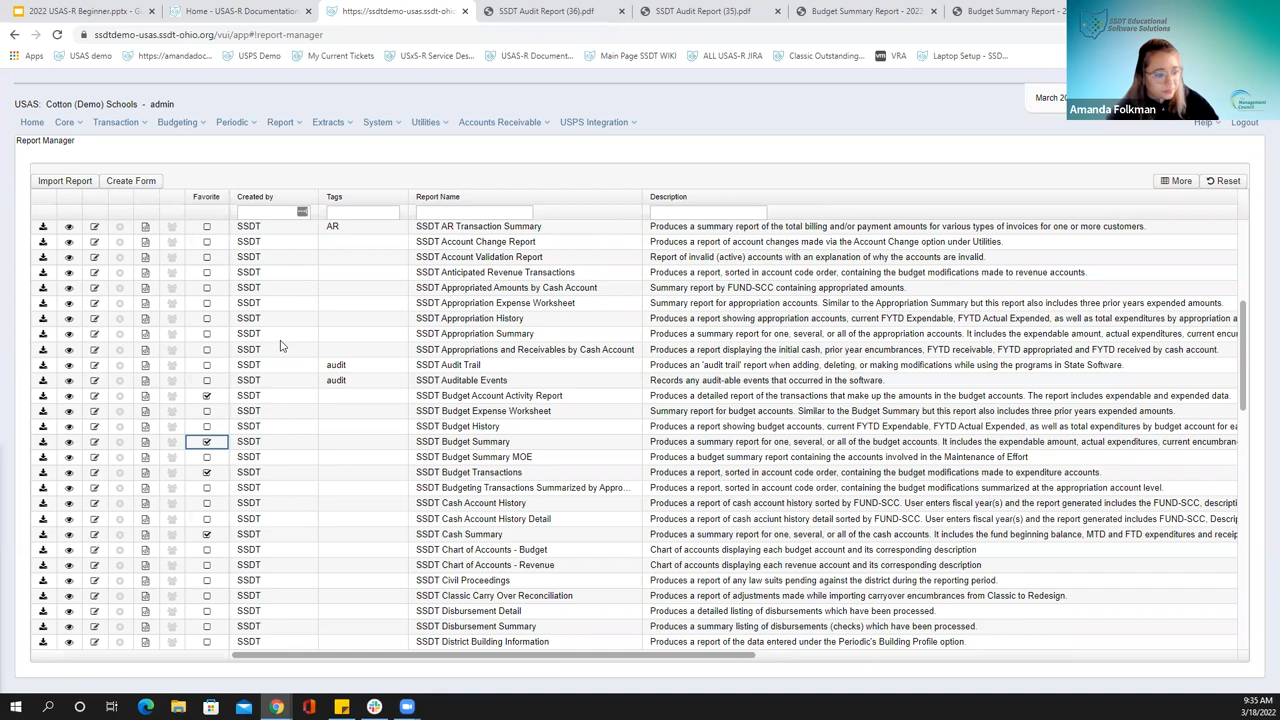 2022 USAS-R Beginner.pptx - G
Home - USAS-R Documentation
https://ssdtdemo-usas.ssdt-ohio
SSDT Audit Report (36).pdf
SSDT Audit Report (35).pdf
Budget Summary Report - 2022
Budget Summary Report -
ssdtdemo-usas.ssdt-ohio.org/vui/app#!report-manager
Apps USAS demo https://amandadoc... USPS Demo My Current Tickets USxS-R Service Des... USAS-R Document... Main Page SSDT WIKI ALL USAS-R JIRA Classic Outstanding... vm VRA Laptop Setup - SSD...
SSDT Educational
Software Solutions
Management
Council
Amanda Folkman
USAS: Cotton (Demo) Schools - admin
March 20
Home Core Transaction Budgeting Periodic Report Extracts System Utilities Accounts Receivable USPS Integration Help Logout
Report Manager
Import Report Create Form More Reset
Favorite Created by Tags Report Name Description
SSDT AR SSDT AR Transaction Summary Produces a summary report of the total billing and/or payment amounts for various types of invoices for one or more customers.
SSDT SSDT Account Change Report Produces a report of account changes made via the Account Change option under Utilities.
SSDT SSDT Account Validation Report Report of invalid (active) accounts with an explanation of why the accounts are invalid.
SSDT SSDT Anticipated Revenue Transactions Produces a report, sorted in account code order, containing the budget modifications made to revenue accounts.
SSDT SSDT Appropriated Amounts by Cash Account Summary report by FUND-SCC containing appropriated amounts.
SSDT SSDT Appropriation Expense Worksheet Summary report for appropriation accounts. Similar to the Appropriation Summary but this report also includes three prior years expended amounts.
SSDT SSDT Appropriation History Produces a report showing appropriation accounts, current FYTD Expendable, FYTD Actual Expended, as well as total expenditures by appropriation a
SSDT SSDT Appropriation Summary Produces a summary report for one, several, or all of the appropriation accounts. It includes the expendable amount, actual expenditures, current encum
SSDT SSDT Appropriations and Receivables by Cash Account Produces a report displaying the initial cash, prior year encumbrances, FYTD receivable, FYTD appropriated and FYTD received by cash account.
SSDT audit SSDT Audit Trail Produces an 'audit trail' report when adding, deleting, or making modifications while using the programs in State Software.
SSDT audit SSDT Auditable Events Records any audit-able events that occurred in the software.
SSDT SSDT Budget Account Activity Report Produces a detailed report of the transactions that make up the amounts in the budget accounts. The report includes expendable and expended data.
SSDT SSDT Budget Expense Worksheet Summary report for budget accounts. Similar to the Budget Summary but this report also includes three prior years expended amounts.
SSDT SSDT Budget History Produces a report showing budget accounts, current FYTD Expendable, FYTD Actual Expended, as well as total expenditures by budget account for ea
SSDT SSDT Budget Summary Produces a summary report for one, several, or all of the budget accounts. It includes the expendable amount, actual expenditures, current encumbran
SSDT SSDT Budget Summary MOE Produces a budget summary report containing the accounts involved in the Maintenance of Effort
SSDT SSDT Budget Transactions Produces a report, sorted in account code order, containing the budget modifications made to expenditure accounts.
SSDT SSDT Budgeting Transactions Summarized by Appro... Produces a report, sorted in account code order, containing the budget modifications summarized at the appropriation account level.
SSDT SSDT Cash Account History Produces a report of cash account history sorted by FUND-SCC. User enters fiscal year(s) and the report generated includes the FUND-SCC, descripti
SSDT SSDT Cash Account History Detail Produces a report of cash acciunt history detail sorted by FUND-SCC. User enters fiscal year(s) and the report generated includes FUND-SCC, Descrip
SSDT SSDT Cash Summary Produces a summary report for one, several, or all of the cash accounts. It includes the fund beginning balance, MTD and FTD expenditures and receip
SSDT SSDT Chart of Accounts - Budget Chart of accounts displaying each budget account and its corresponding description
SSDT SSDT Chart of Accounts - Revenue Chart of accounts displaying each revenue account and its corresponding description
SSDT SSDT Civil Proceedings Produces a report of any law suits pending against the district during the reporting period.
SSDT SSDT Classic Carry Over Reconciliation Produces a report of adjustments made while importing carryover encumbrances from Classic to Redesign.
SSDT SSDT Disbursement Detail Produces a detailed listing of disbursements which have been processed.
SSDT SSDT Disbursement Summary Produces a summary listing of disbursements (checks) which have been processed.
SSDT SSDT District Building Information Produces a report of the data entered under the Periodic's Building Profile option.
9:35 AM
3/18/2022